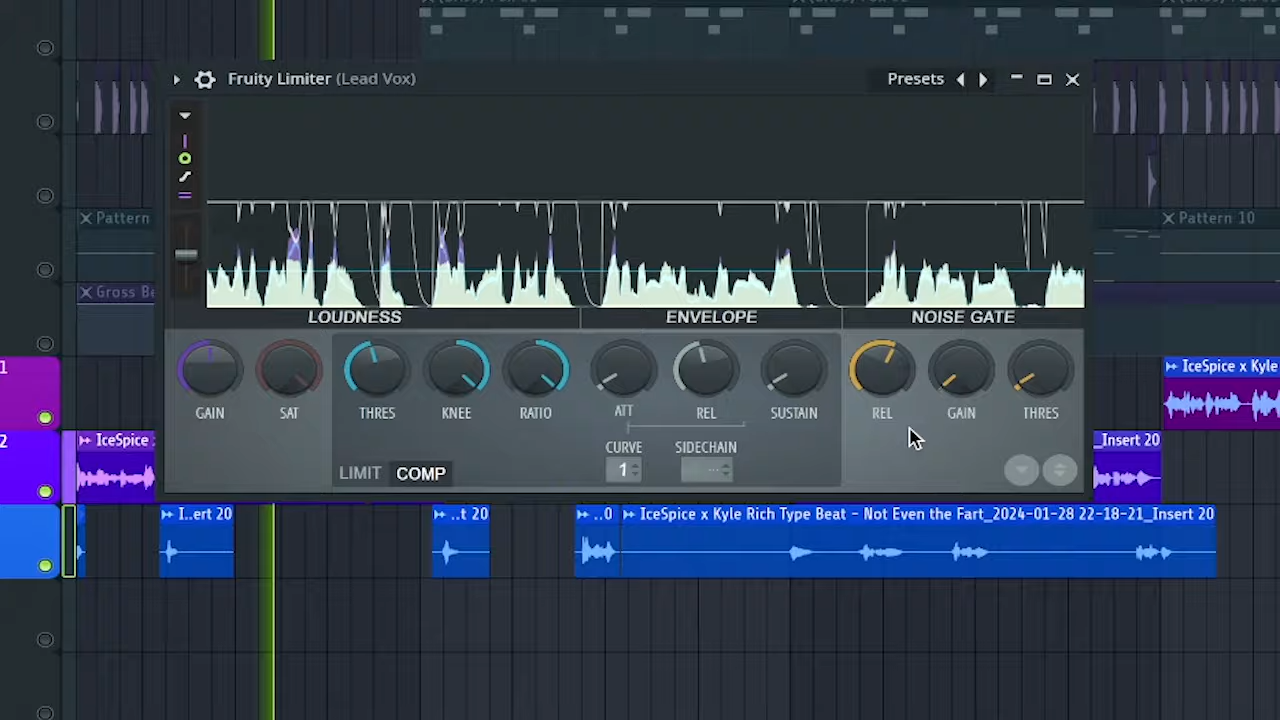 Fruity Limiter (Lead Vox)
Presets
Pattern
Pattern 10
Gross Be
LOUDNESS
ENVELOPE
NOISE GATE
GAIN
SAT
THRES
KNEE
RATIO
ATT
REL
SUSTAIN
REL
GAIN
THRES
CURVE
SIDECHAIN
LIMIT
COMP
1
1
IceSpice x Kyle
2
IceSpice
_Insert 20
I..ert 20
..t 20
..0
IceSpice x Kyle Rich Type Beat - Not Even the Fart_2024-01-28 22-18-21_Insert 20